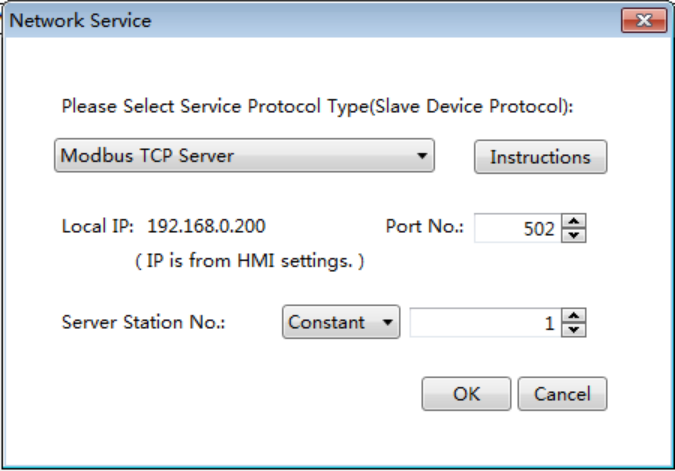 Network Service
Please Select Service Protocol Type(Slave Device Protocol):
Modbus TCP Server
Instructions
Local IP: 192.168.0.200 Port No.: 502
( IP is from HMI settings. )
Server Station No.: Constant 1
OK Cancel